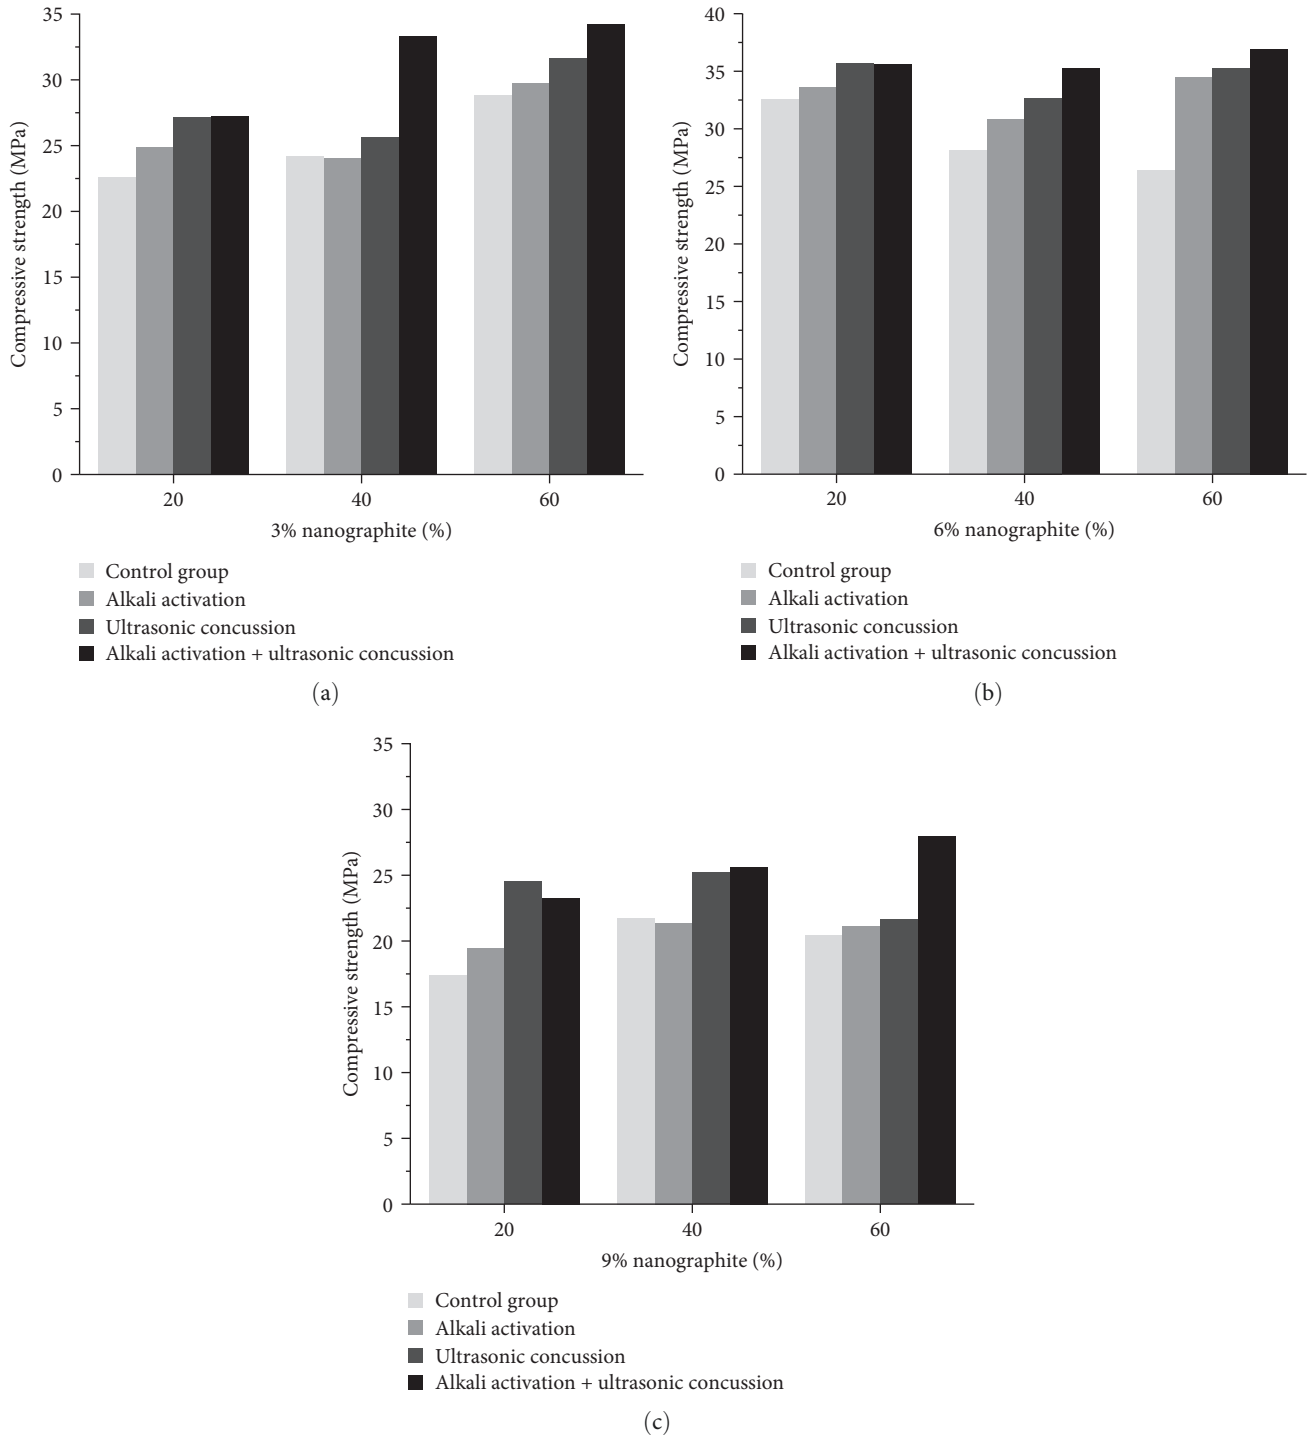 35
30
25
20
15
10
5
0
Compressive strength (MPa)
20 40 60
3% nanographite (%)
Control group
Alkali activation
Ultrasonic concussion
Alkali activation + ultrasonic concussion
(a)
40
35
30
25
20
15
10
5
0
Compressive strength (MPa)
20 40 60
6% nanographite (%)
Control group
Alkali activation
Ultrasonic concussion
Alkali activation + ultrasonic concussion
(b)
35
30
25
20
15
10
5
0
Compressive strength (MPa)
20 40 60
9% nanographite (%)
Control group
Alkali activation
Ultrasonic concussion
Alkali activation + ultrasonic concussion
(c)